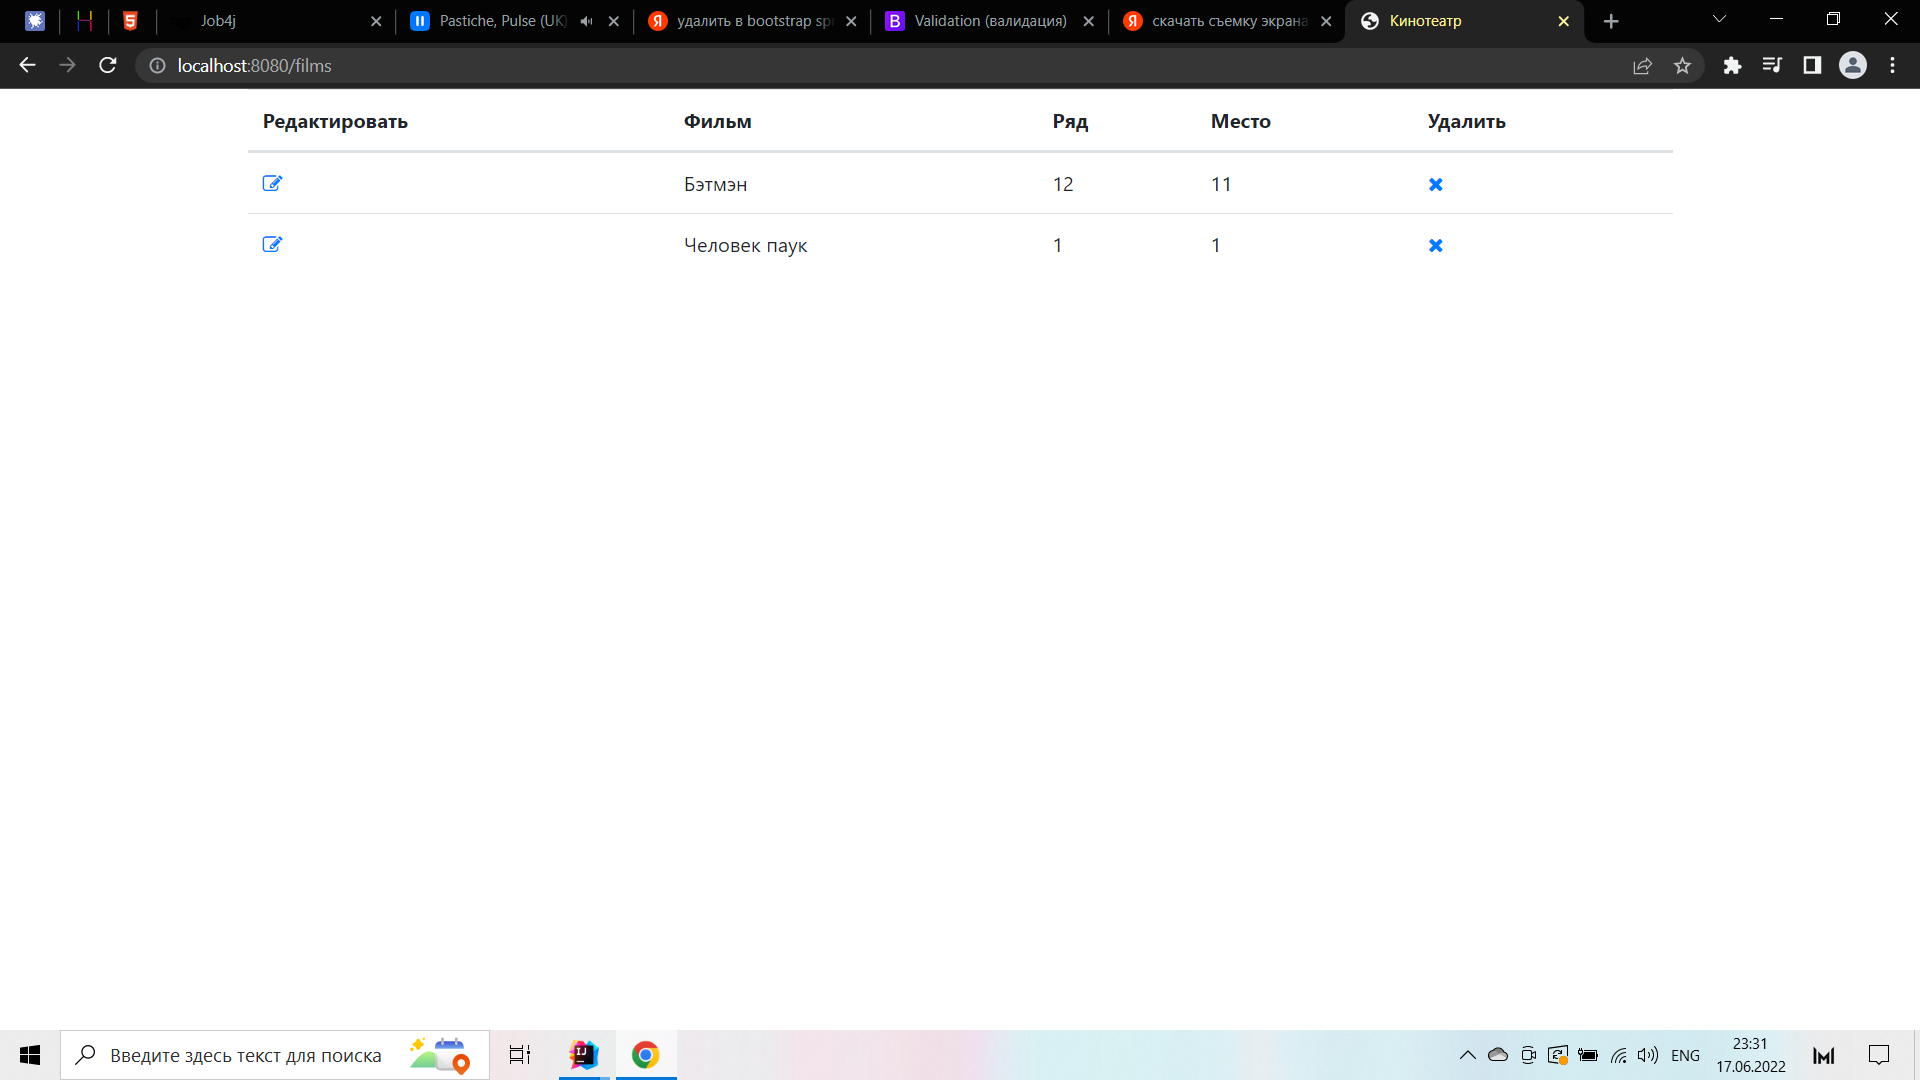 Job4j
Pastiche, Pulse (UK)
удалить в bootstrap spr
Validation (валидация)
скачать съемку экрана
Кинотеатр
localhost:8080/films
Редактировать Фильм Ряд Место Удалить
Бэтмэн 12 11
Человек паук 1 1
Введите здесь текст для поиска
ENG
23:31
17.06.2022